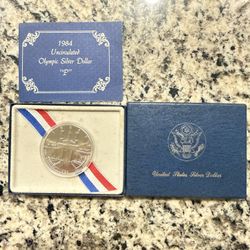 1984
Uncirculated
Olympic Silver Dollar
United States Silver Dollar